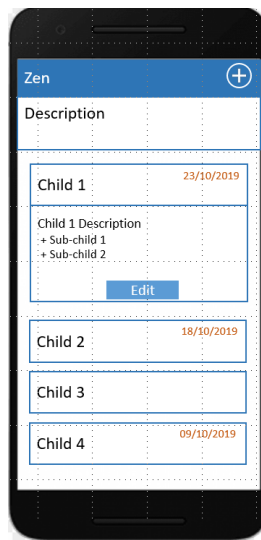 Zen
Description
Child 1 23/10/2019
Child 1 Description
+ Sub-child 1
+ Sub-child 2
Edit
Child 2 18/10/2019
Child 3
Child 4 09/10/2019